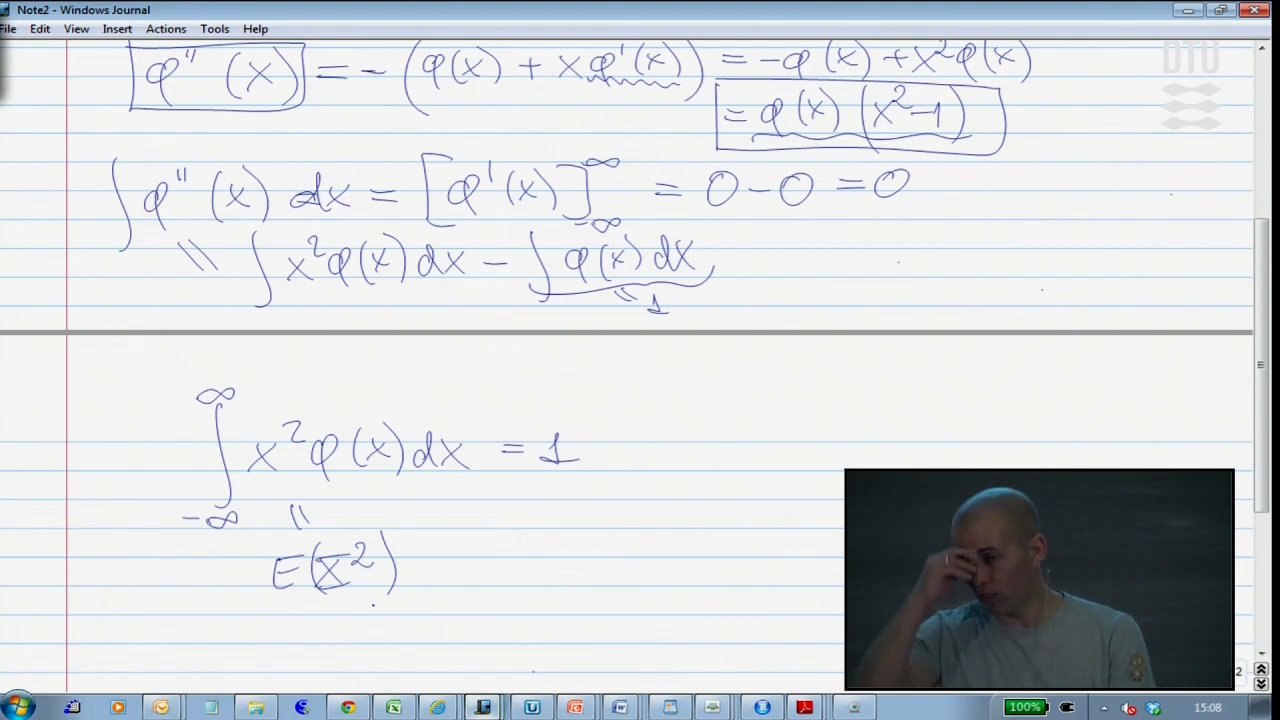 Note2 - Windows Journal
File Edit View Insert Actions Tools Help
DTU
φ''(x) = -(φ(x) + xφ'(x)) = -φ(x) + x²φ(x)
= φ(x)(x²-1)
∫φ''(x) dx = [φ'(x)]_{-∞}^{∞} = 0 - 0 = 0
|| ∫x²φ(x)dx - ∫φ(x)dx
|| 1
∫_{-∞}^{∞} x²φ(x)dx = 1
||
E(X²)
2
100% 15:08